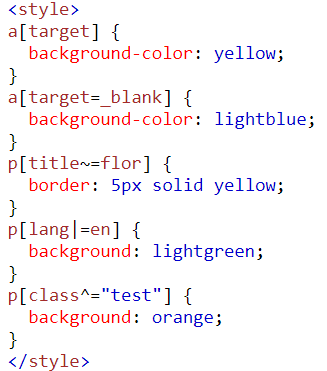 <style>
a[target] {
  background-color: yellow;
}
a[target=_blank] {
  background-color: lightblue;
}
p[title~=flor] {
  border: 5px solid yellow;
}
p[lang|=en] {
  background: lightgreen;
}
p[class^="test"] {
  background: orange;
}
</style>